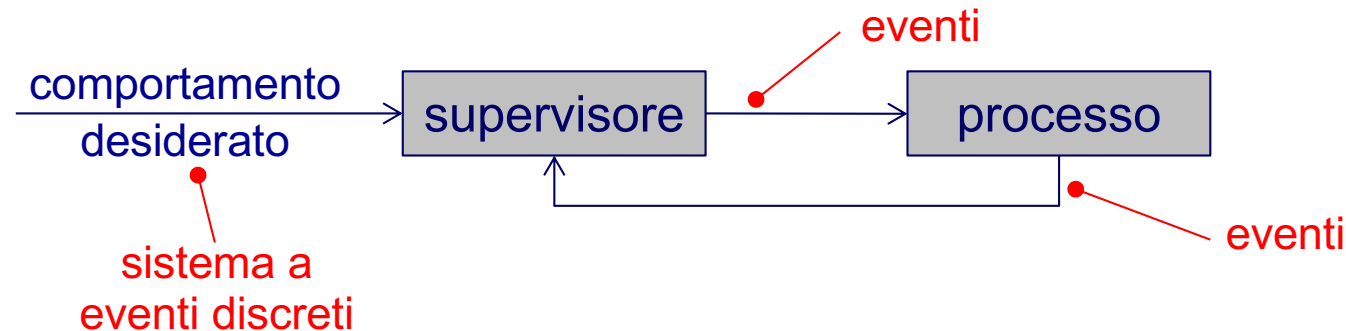 eventi
comportamento
desiderato
supervisore
processo
eventi
sistema a
eventi discreti